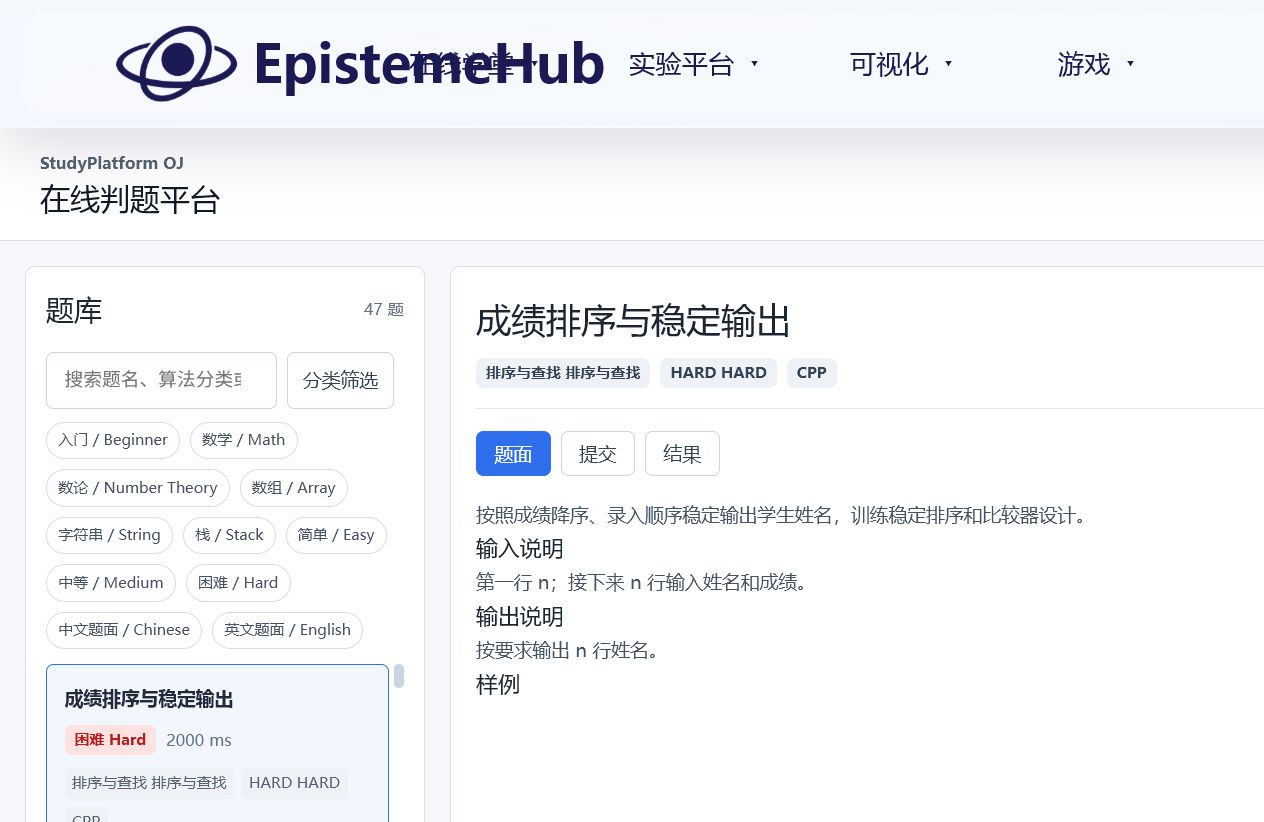 EpistemeHub 在线学堂 实验平台 可视化 游戏
StudyPlatform OJ
在线判题平台
题库 47 题
搜索题名、算法分类 分类筛选
入门 / Beginner 数学 / Math
数论 / Number Theory 数组 / Array
字符串 / String 栈 / Stack 简单 / Easy
中等 / Medium 困难 / Hard
中文题面 / Chinese 英文题面 / English
成绩排序与稳定输出
困难 Hard 2000 ms
排序与查找 排序与查找 HARD HARD
CPP
成绩排序与稳定输出
排序与查找 排序与查找 HARD HARD CPP
题面 提交 结果
按照成绩降序、录入顺序稳定输出学生姓名，训练稳定排序和比较器设计。
输入说明
第一行 n；接下来 n 行输入姓名和成绩。
输出说明
按要求输出 n 行姓名。
样例